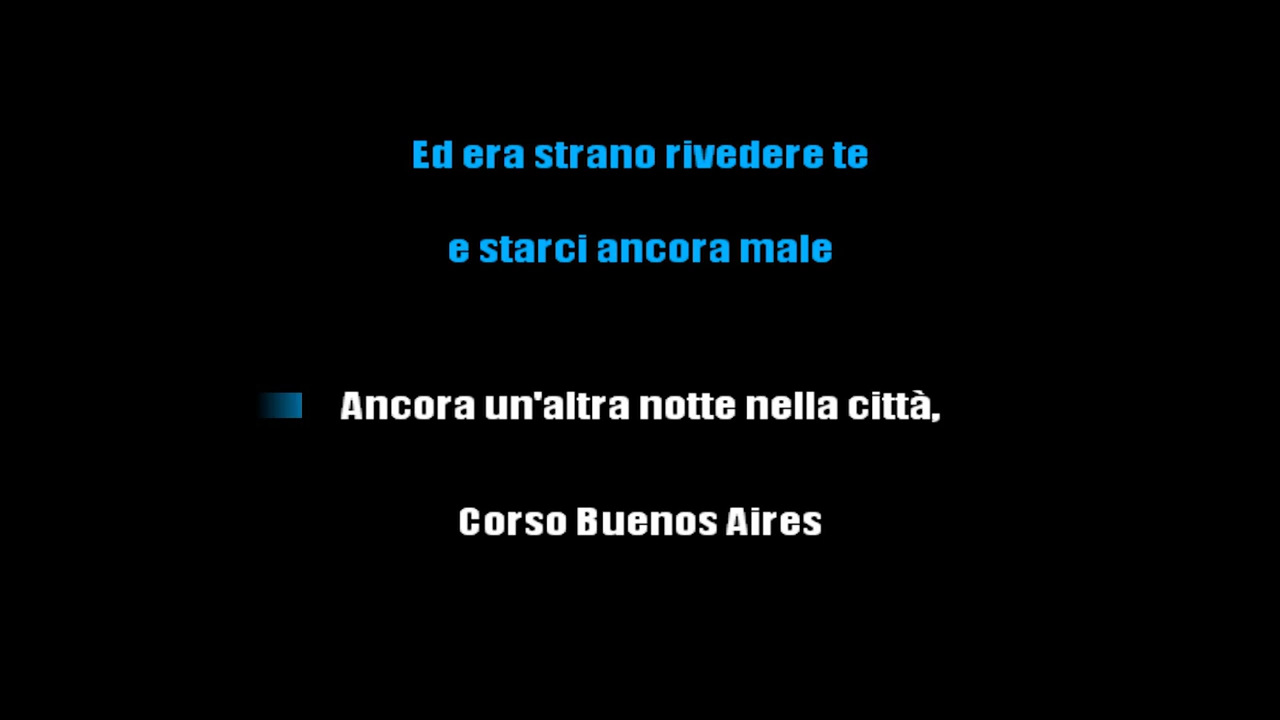 Ed era strano rivedere te
e starci ancora male
Ancora un'altra notte nella città,
Corso Buenos Aires